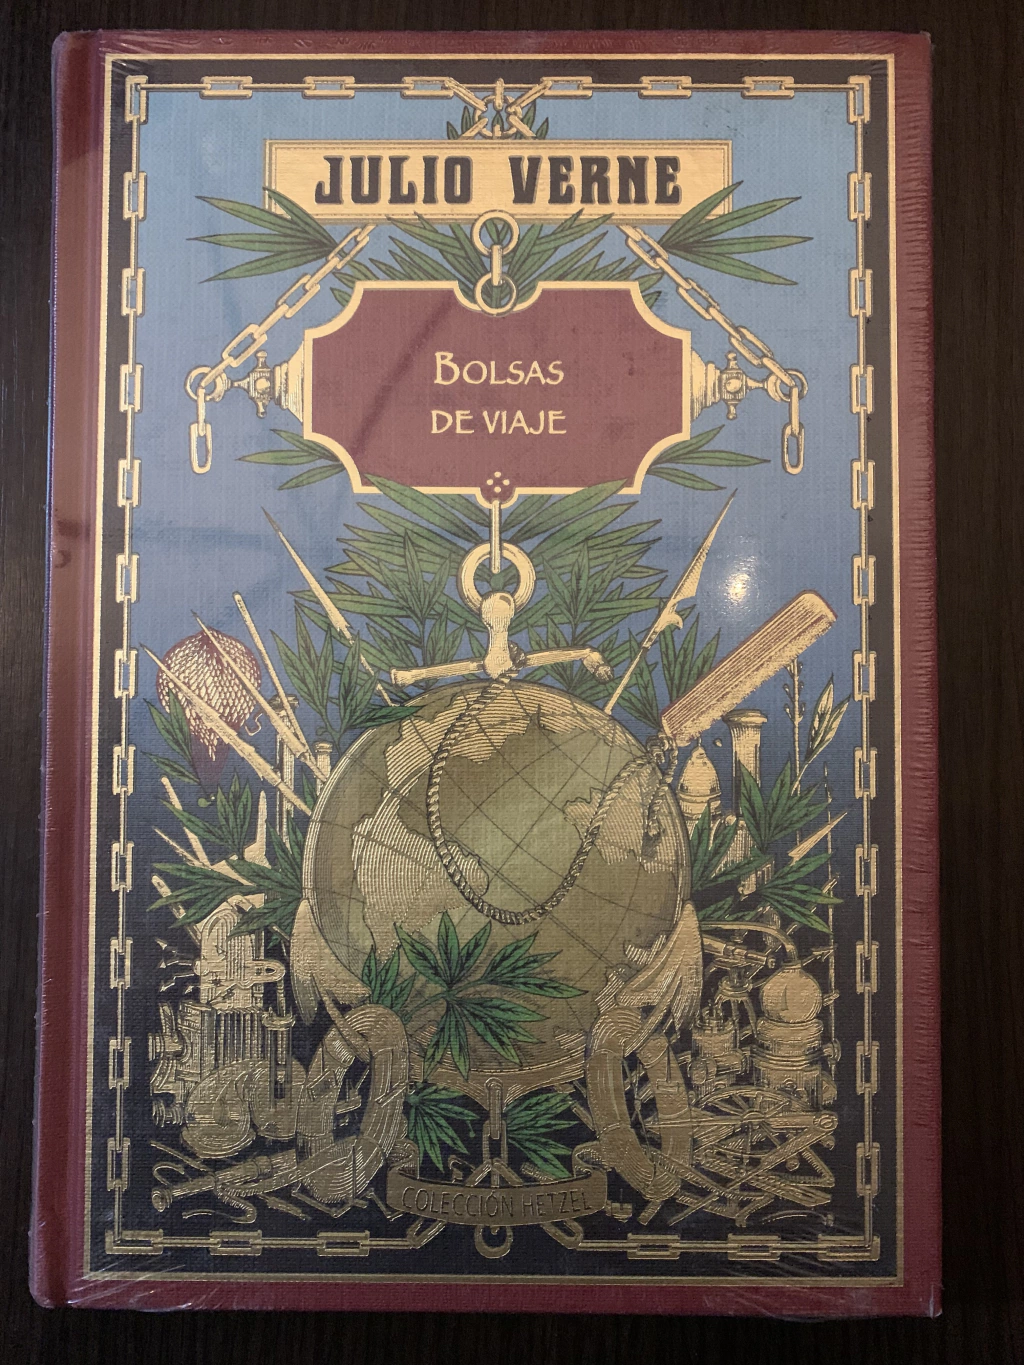 JULIO VERNE
BOLSAS
DE VIAJE
COLECCIÓN HETZEL